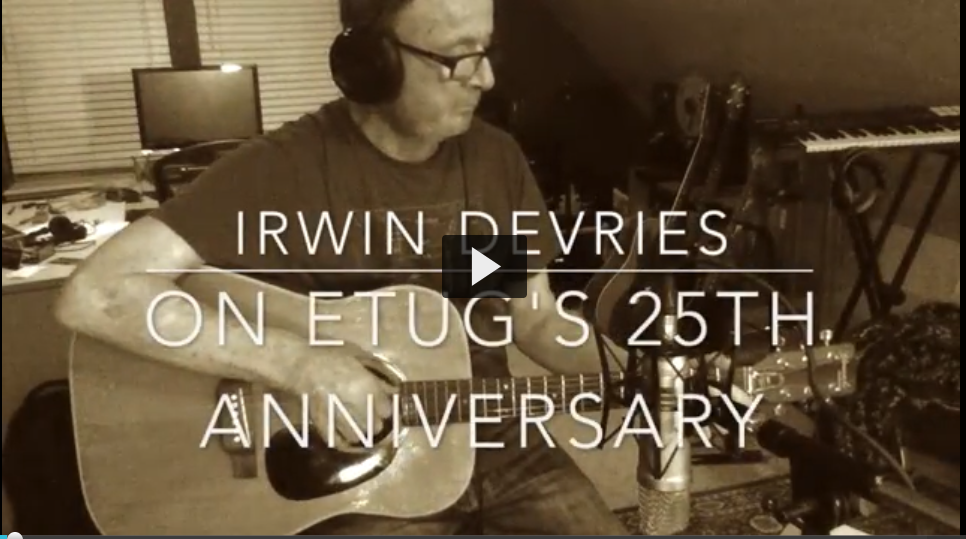 IRWIN DEVRIES
ON ETUG'S 25TH
ANNIVERSARY